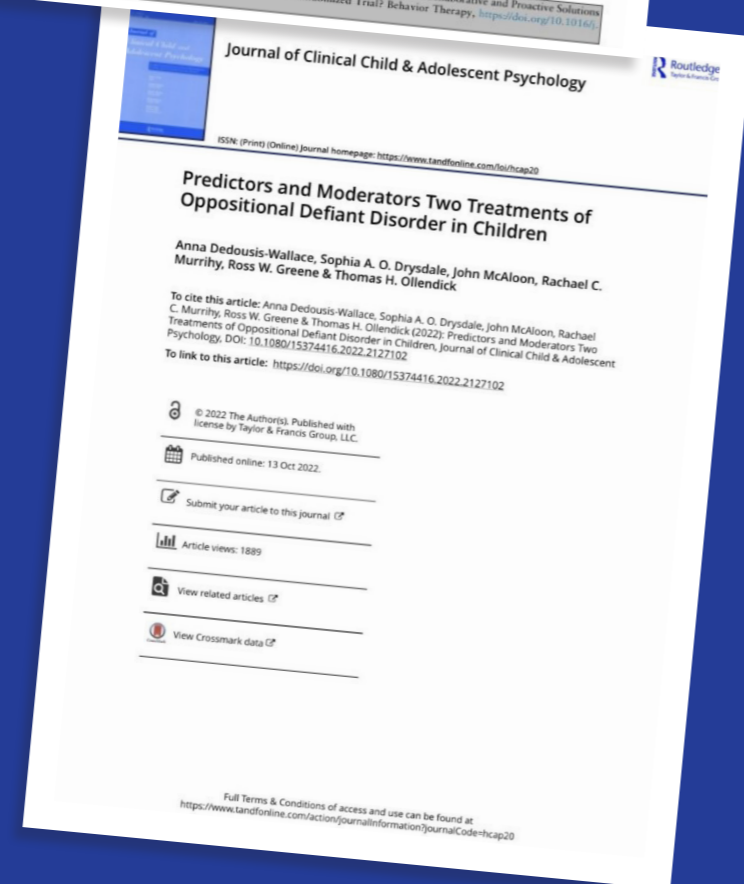 ative and Proactive Solutions
Trial? Behavior Therapy, https://doi.org/10.1016/j.
Journal of Clinical Child & Adolescent Psychology
Routledge
Taylor & Francis Gro
ISSN: (Print) (Online) Journal homepage: https://www.tandfonline.com/loi/hcap20
Predictors and Moderators Two Treatments of
Oppositional Defiant Disorder in Children
Anna Dedousis-Wallace, Sophia A. O. Drysdale, John McAloon, Rachael C.
Murrihy, Ross W. Greene & Thomas H. Ollendick
To cite this article: Anna Dedousis-Wallace, Sophia A. O. Drysdale, John McAloon, Rachael
C. Murrihy, Ross W. Greene & Thomas H. Ollendick (2022): Predictors and Moderators Two
Treatments of Oppositional Defiant Disorder in Children, Journal of Clinical Child & Adolescent
Psychology, DOI: 10.1080/15374416.2022.2127102
To link to this article: https://doi.org/10.1080/15374416.2022.2127102
© 2022 The Author(s). Published with
license by Taylor & Francis Group, LLC.
Published online: 13 Oct 2022.
Submit your article to this journal
Article views: 1889
View related articles
View Crossmark data
Full Terms & Conditions of access and use can be found at
https://www.tandfonline.com/action/journalInformation?journalCode=hcap20